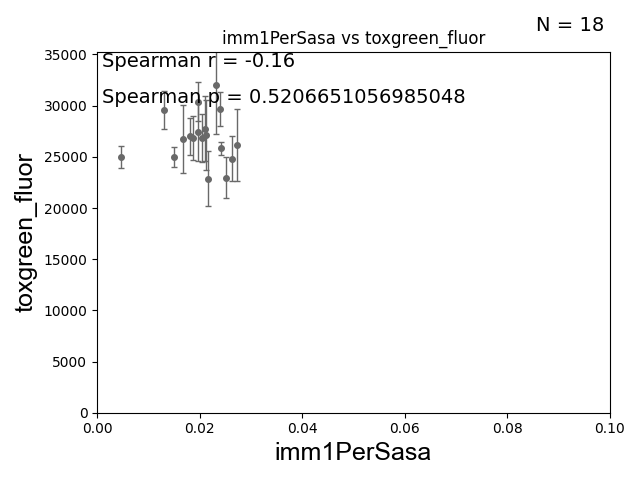 N = 18
imm1PerSasa vs toxgreen_fluor
Spearman r = -0.16
Spearman p = 0.5206651056985048
toxgreen_fluor
35000
30000
25000
20000
15000
10000
5000
0
0.00 0.02 0.04 0.06 0.08 0.10
imm1PerSasa